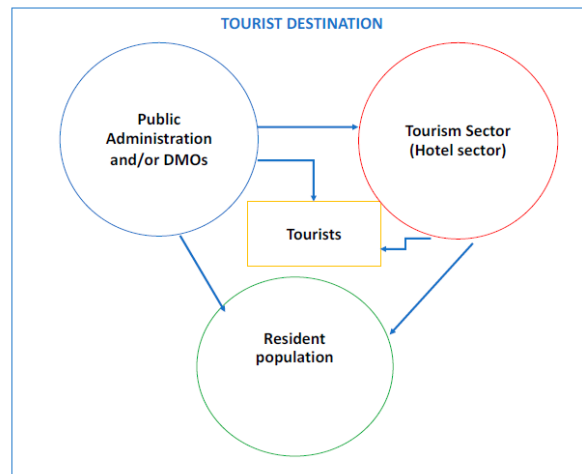 TOURIST DESTINATION
Public
Administration
and/or DMOs
Tourism Sector
(Hotel sector)
Tourists
Resident
population